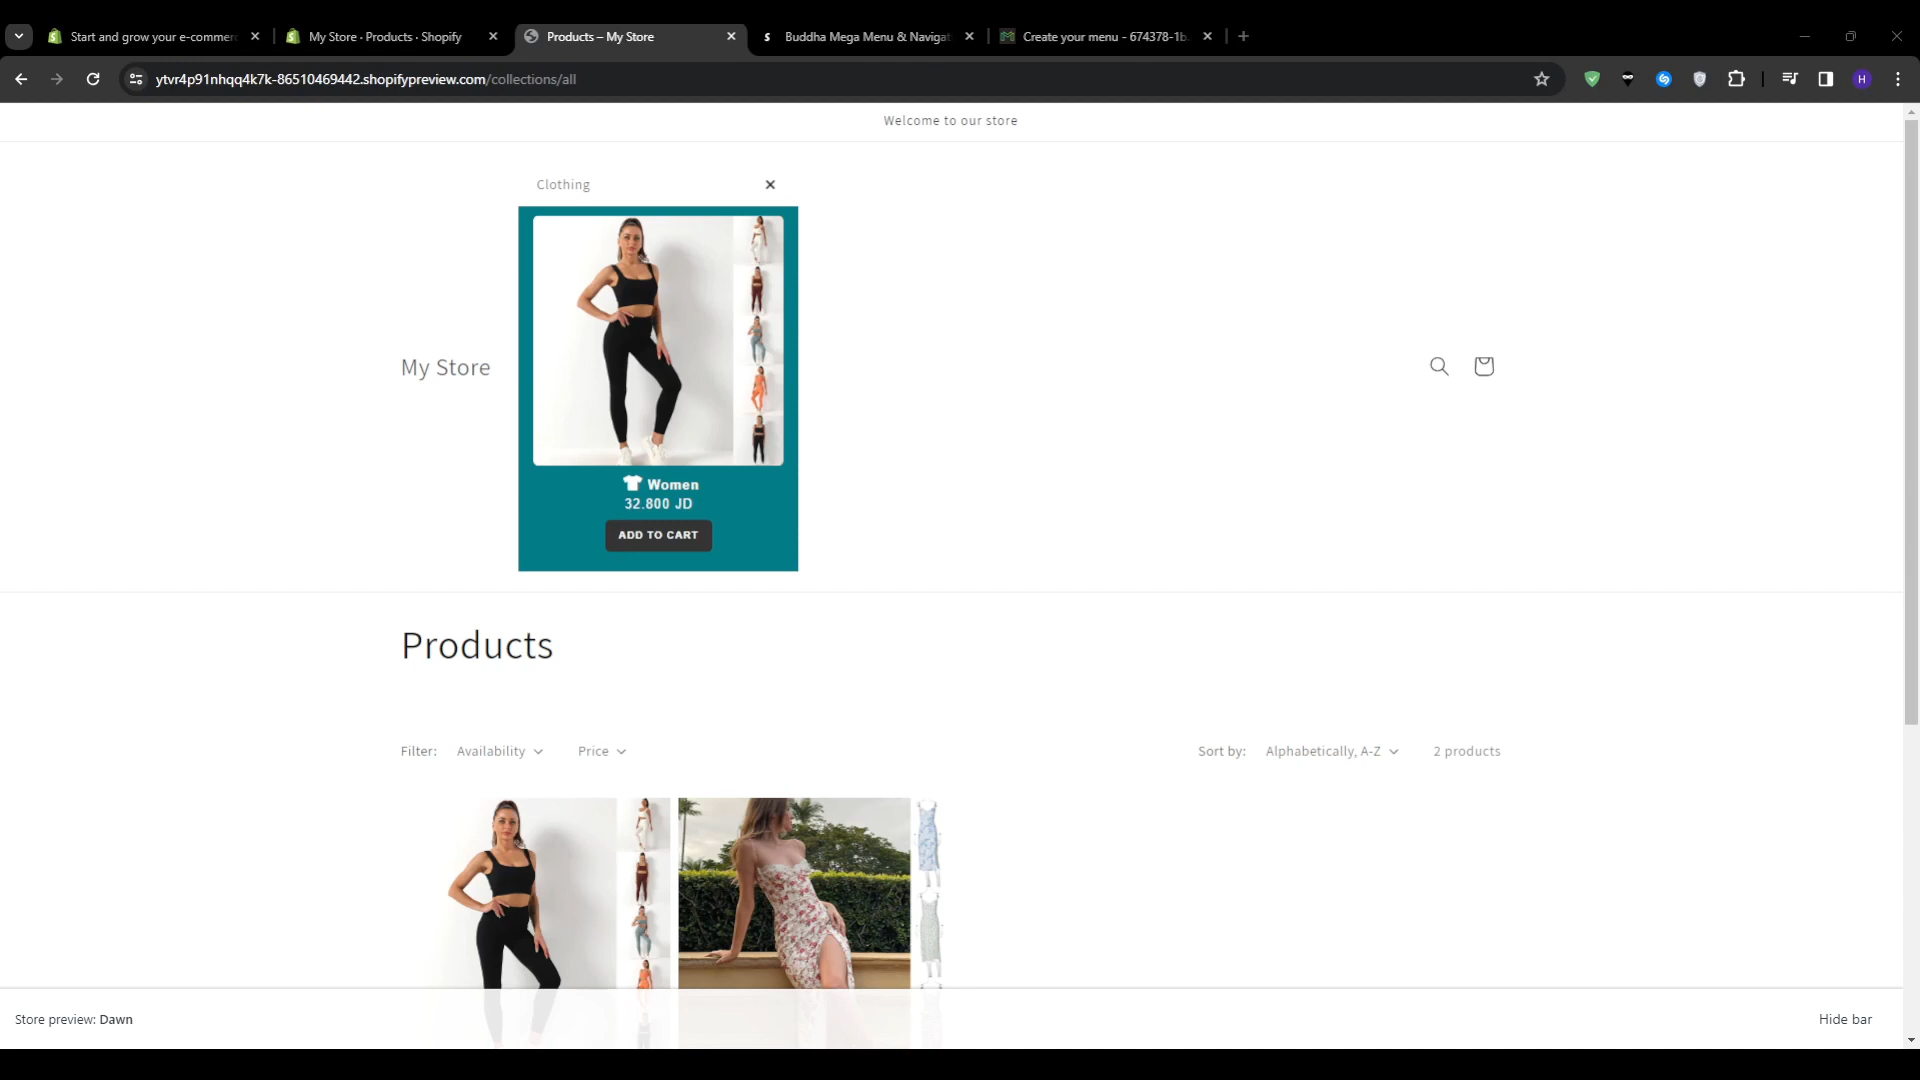 Start and grow your e-commerc
My Store · Products · Shopify
Products – My Store
Buddha Mega Menu & Navigat
Create your menu - 674378-1b.
ytvr4p91nhqq4k7k-86510469442.shopifypreview.com/collections/all
H
Welcome to our store
Clothing
My Store
Women
32.800 JD
ADD TO CART
Products
Filter: Availability Price Sort by: Alphabetically, A-Z 2 products
Store preview: Dawn
Hide bar